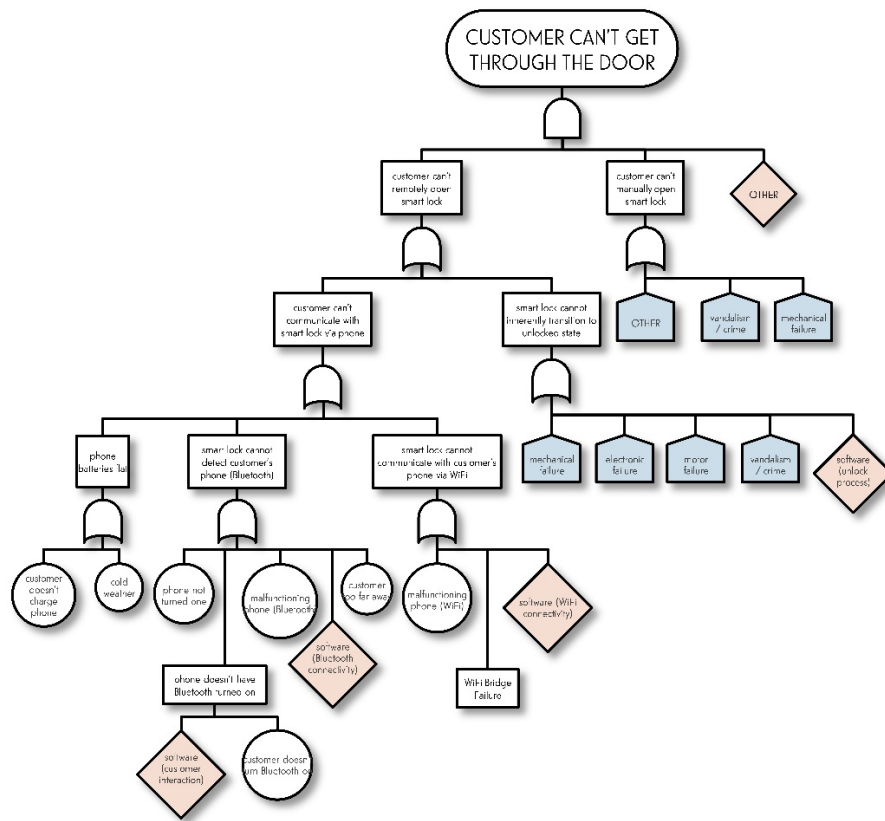 CUSTOMER CAN'T GET
THROUGH THE DOOR
customer can't
remotely open
smart lock
customer can't
manually open
smart lock
OTHER
customer can't
communicate with
smart lock via phone
smart lock cannot
inherently transition to
unlocked state
OTHER
vandalism
/ crime
mechanical
failure
phone
batteries flat
smart lock cannot
detect customer's
phone (Bluetooth)
smart lock cannot
communicate with customer's
phone via WiFi
mechanical
failure
electronic
failure
motor
failure
vandalism
/ crime
software
(unlock
process)
customer
doesn't
charge
phone
cold
weather
phone not
turned one
malfunctioning
phone (Bluetooth)
customer
too far away
malfunctioning
phone (WiFi)
software (WiFi
connectivity)
software
(Bluetooth
connectivity)
phone doesn't have
Bluetooth turned on
WiFi Bridge
Failure
software
(customer
interaction)
customer doesn't
turn Bluetooth on